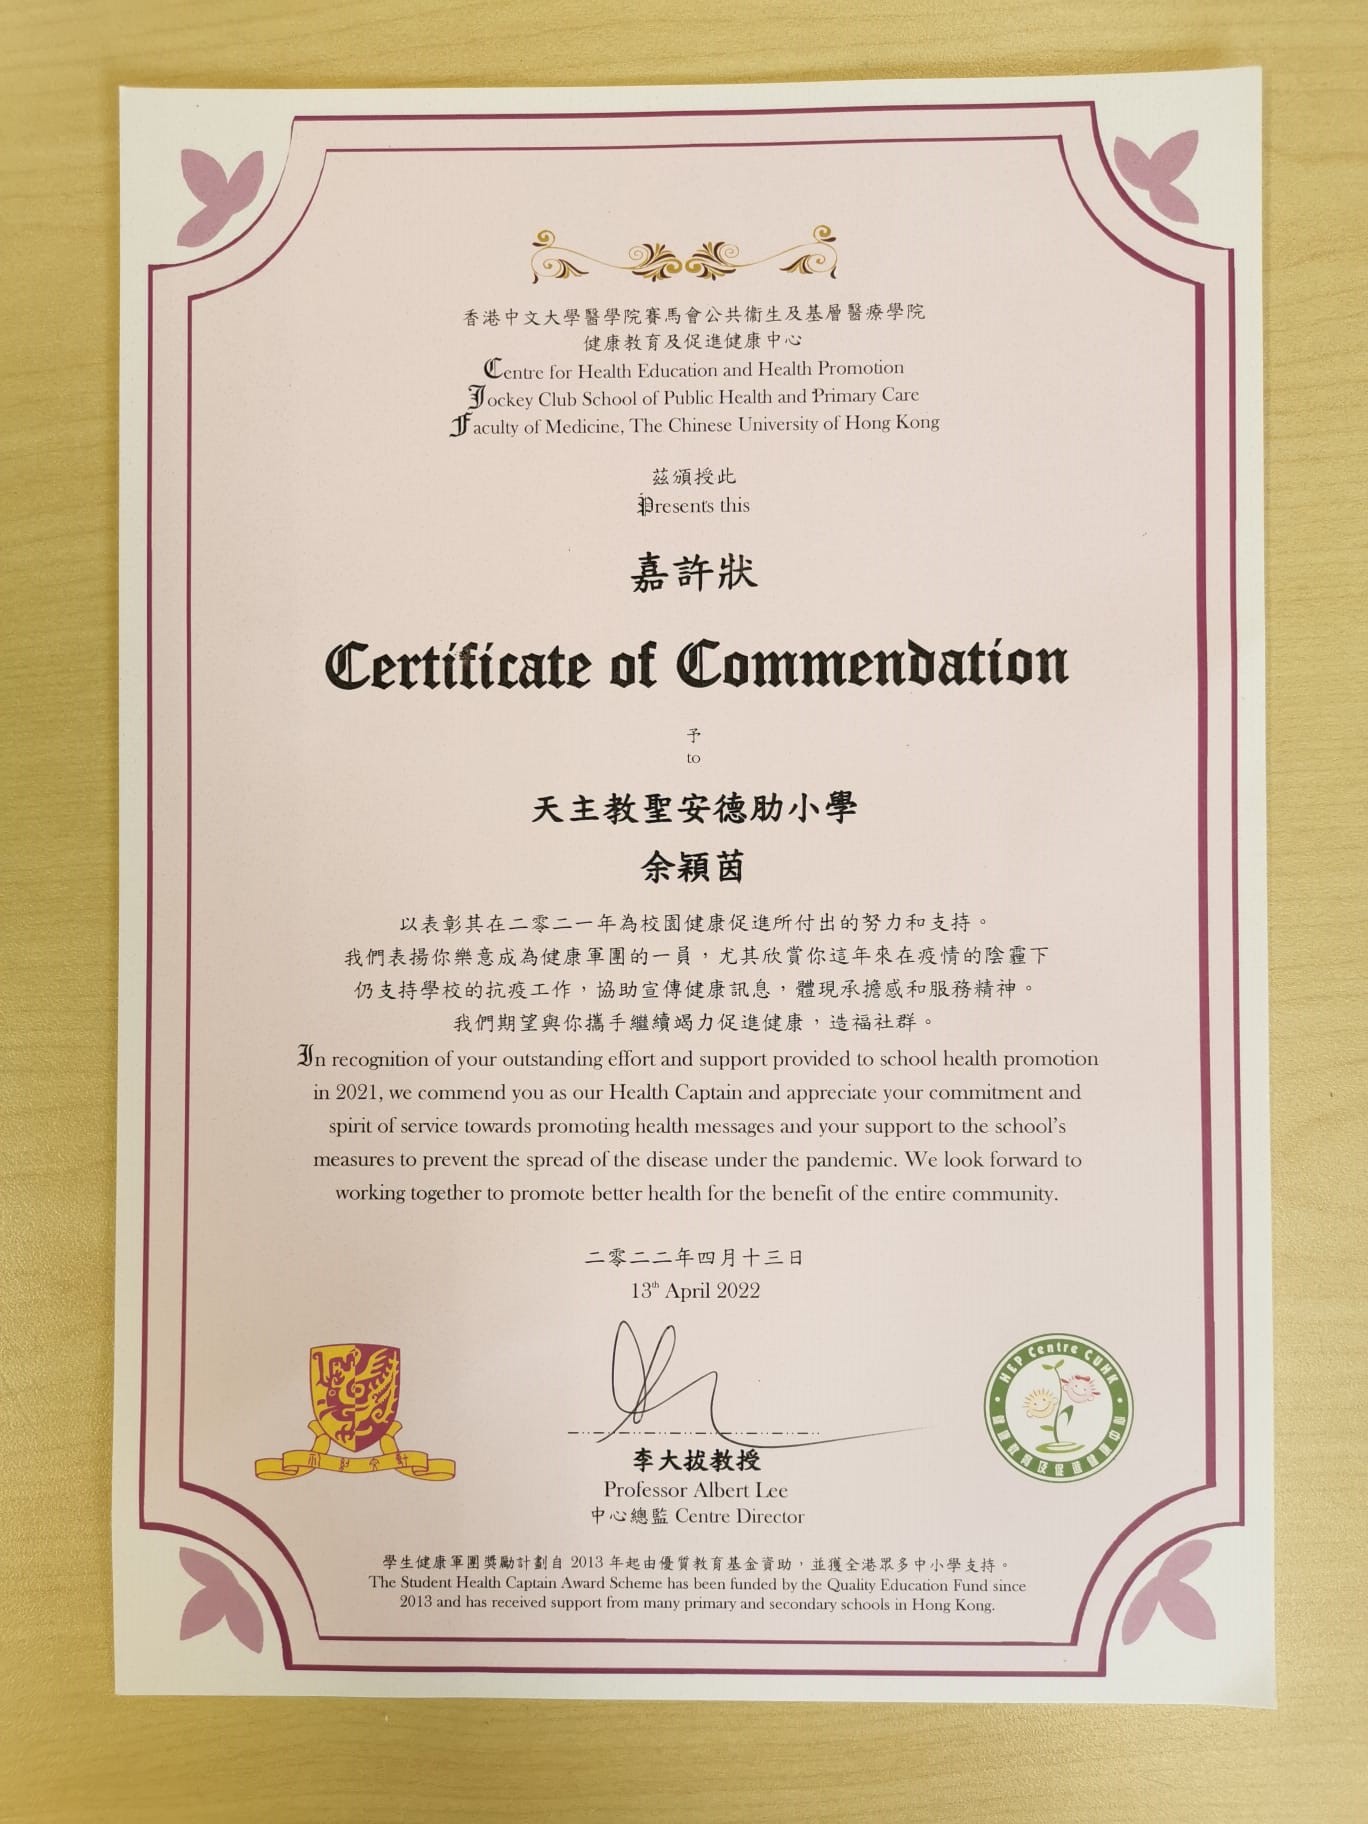 香港中文大學醫學院賽馬會公共衞生及基層醫療學院
健康教育及促進健康中心
Centre for Health Education and Health Promotion
Jockey Club School of Public Health and Primary Care
Faculty of Medicine, The Chinese University of Hong Kong
茲頒授此
Presents this
嘉許狀
Certificate of Commendation
予
to
天主教聖安德肋小學
余穎茵
以表彰其在二零二一年為校園健康促進所付出的努力和支持。
我們表揚你樂意成為健康軍團的一員，尤其欣賞你這年來在疫情的陰霾下
仍支持學校的抗疫工作，協助宣傳健康訊息，體現承擔感和服務精神。
我們期望與你攜手繼續竭力促進健康，造福社群。
In recognition of your outstanding effort and support provided to school health promotion
in 2021, we commend you as our Health Captain and appreciate your commitment and
spirit of service towards promoting health messages and your support to the school's
measures to prevent the spread of the disease under the pandemic. We look forward to
working together to promote better health for the benefit of the entire community.
二零二二年四月十三日
13th April 2022
HEP Centre CUHK
李大拔教授
Professor Albert Lee
中心總監 Centre Director
學生健康軍團獎勵計劃自 2013 年起由優質教育基金資助，並獲全港眾多中小學支持。
The Student Health Captain Award Scheme has been funded by the Quality Education Fund since
2013 and has received support from many primary and secondary schools in Hong Kong.